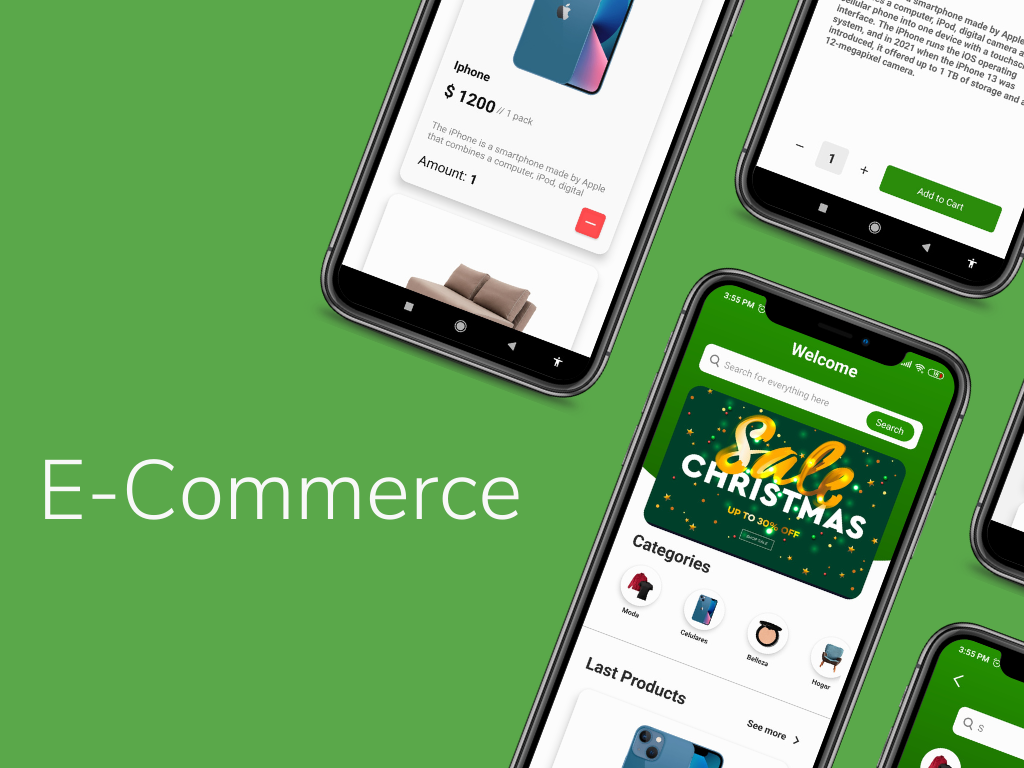 Iphone
$ 1200 // 1 pack
The iPhone is a smartphone made by Apple
that combines a computer, iPod, digital
Amount: 1
smartphone made by Apple
a computer, iPod, digital camera
cellular phone into one device with a touchsc
interface. The iPhone runs the iOS operating
system, and in 2021 when the iPhone 13 was
introduced, it offered up to 1 TB of storage and a
12-megapixel camera.
− 1 +
Add to Cart
E-Commerce
3:55 PM
Welcome
Search for everything here
Search
Sale
CHRISTMAS
UP TO 30% OFF
SHOP SALE
Categories
Moda
Celulares
Belleza
Hogar
Last Products
See more
3:55 PM
S